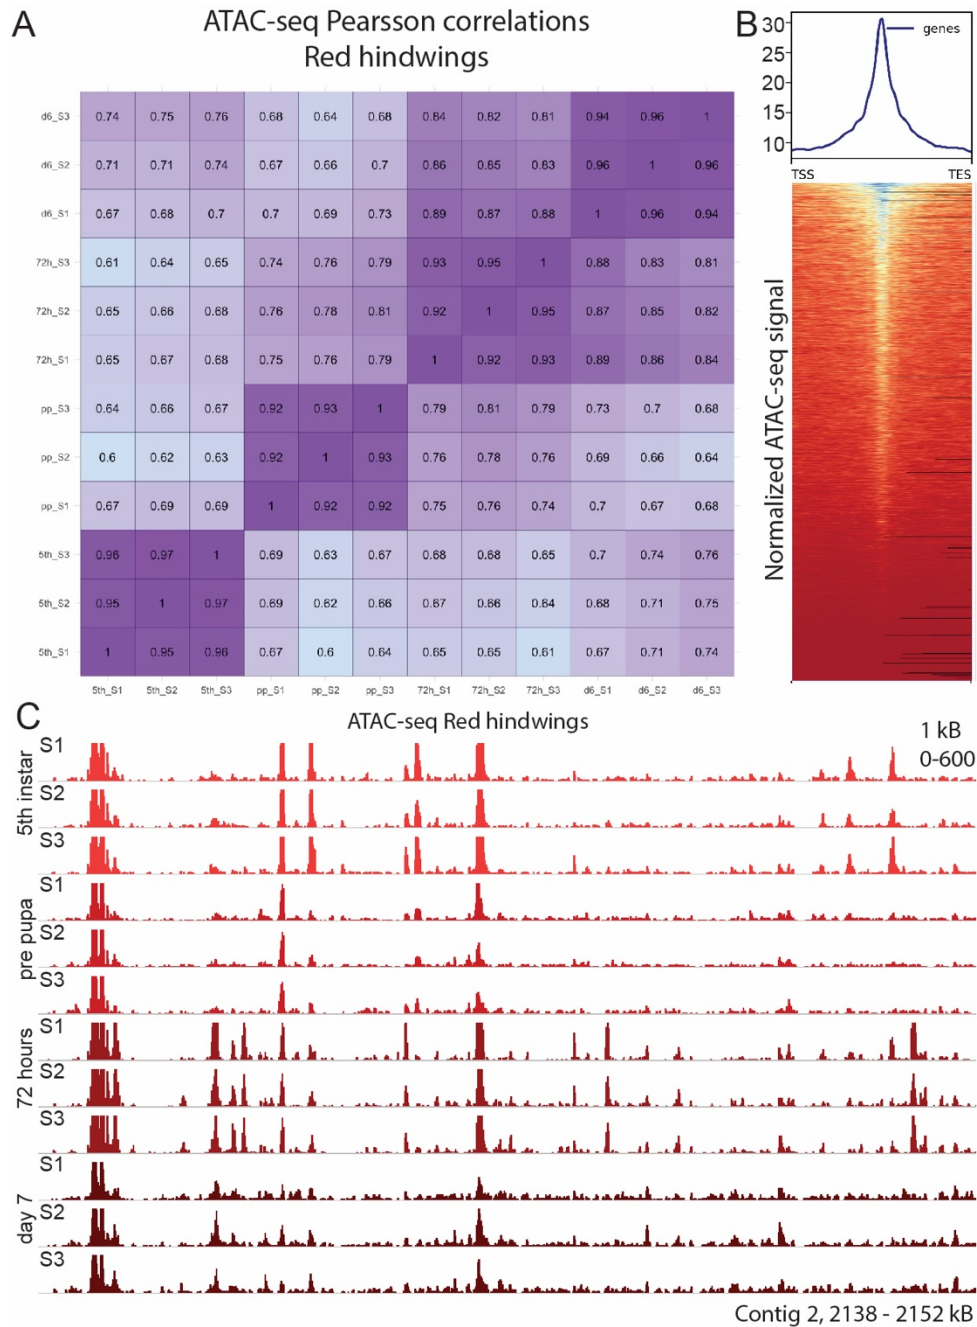 A
ATAC-seq Pearsson correlations
Red hindwings
d6_S3 0.74 0.75 0.76 0.68 0.64 0.68 0.84 0.82 0.81 0.94 0.96 1
d6_S2 0.71 0.71 0.74 0.67 0.66 0.7 0.86 0.85 0.83 0.96 1 0.96
d6_S1 0.67 0.68 0.7 0.7 0.69 0.73 0.89 0.87 0.88 1 0.96 0.94
72h_S3 0.61 0.64 0.65 0.74 0.76 0.79 0.93 0.95 1 0.88 0.83 0.81
72h_S2 0.65 0.66 0.68 0.76 0.78 0.81 0.92 1 0.95 0.87 0.85 0.82
72h_S1 0.65 0.67 0.68 0.75 0.76 0.79 1 0.92 0.93 0.89 0.86 0.84
pp_S3 0.64 0.66 0.67 0.92 0.93 1 0.79 0.81 0.79 0.73 0.7 0.68
pp_S2 0.6 0.62 0.63 0.92 1 0.93 0.76 0.78 0.76 0.69 0.66 0.64
pp_S1 0.67 0.69 0.69 1 0.92 0.92 0.75 0.76 0.74 0.7 0.67 0.68
5th_S3 0.96 0.97 1 0.69 0.63 0.67 0.68 0.68 0.65 0.7 0.74 0.76
5th_S2 0.95 1 0.97 0.69 0.62 0.66 0.67 0.66 0.64 0.68 0.71 0.75
5th_S1 1 0.95 0.96 0.67 0.6 0.64 0.65 0.65 0.61 0.67 0.71 0.74
5th_S1 5th_S2 5th_S3 pp_S1 pp_S2 pp_S3 72h_S1 72h_S2 72h_S3 d6_S1 d6_S2 d6_S3
B
30
25
20
15
10
genes
TSS TES
Normalized ATAC-seq signal
C
ATAC-seq Red hindwings
1 kB
0-600
5th instar
S1
S2
S3
pre pupa
S1
S2
S3
72 hours
S1
S2
S3
day 7
S1
S2
S3
Contig 2, 2138 - 2152 kB